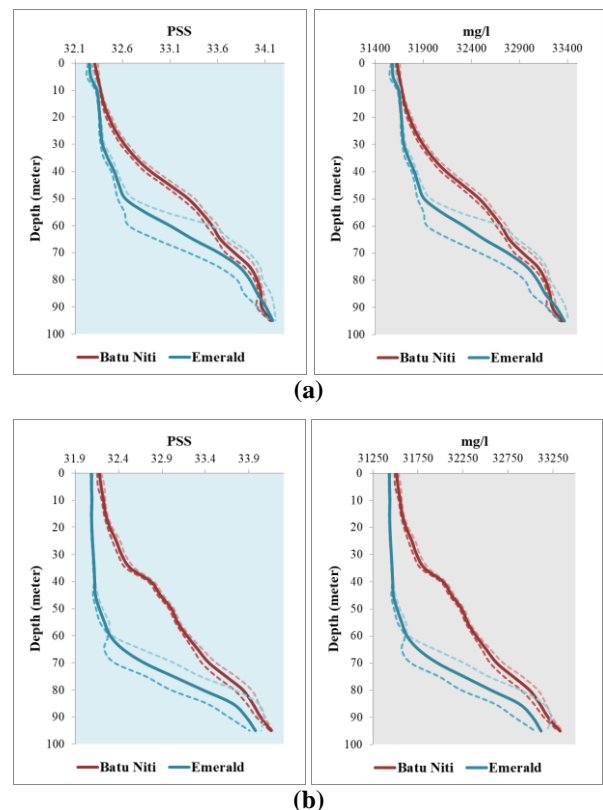 PSS
32.1 32.6 33.1 33.6 34.1
0
10
20
30
40
50
60
70
80
90
100
Depth (meter)
Batu Niti Emerald
mg/l
31400 31900 32400 32900 33400
0
10
20
30
40
50
60
70
80
90
100
Depth (meter)
Batu Niti Emerald
(a)
PSS
31.9 32.4 32.9 33.4 33.9
0
10
20
30
40
50
60
70
80
90
100
Depth (meter)
Batu Niti Emerald
mg/l
31250 31750 32250 32750 33250
0
10
20
30
40
50
60
70
80
90
100
Depth (meter)
Batu Niti Emerald
(b)